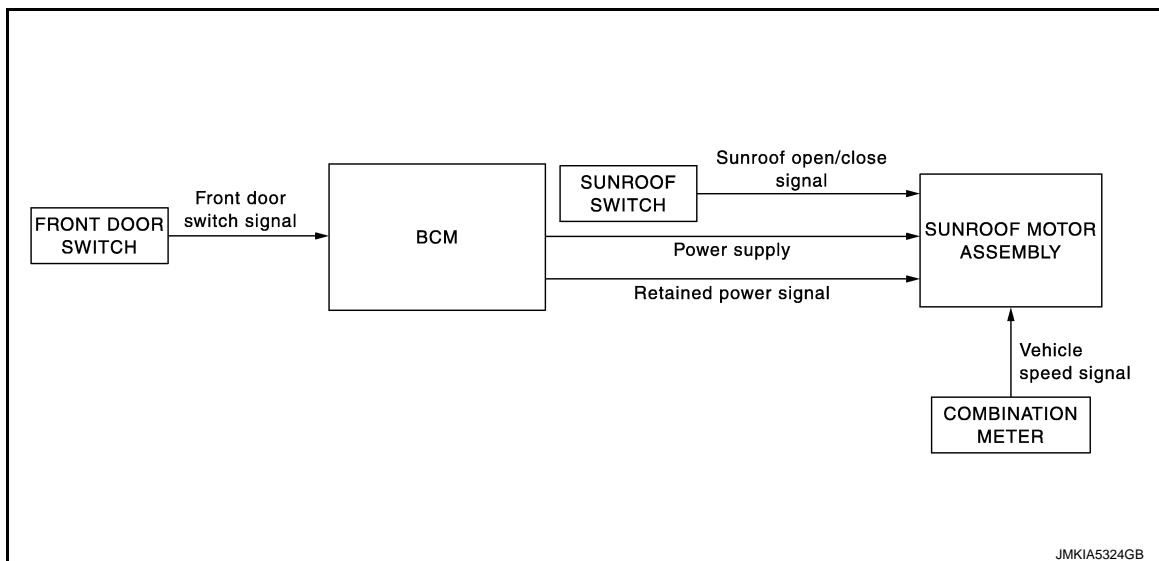 FRONT DOOR
SWITCH
Front door
switch signal
BCM
SUNROOF
SWITCH
Sunroof open/close
signal
Power supply
Retained power signal
SUNROOF MOTOR
ASSEMBLY
Vehicle
speed signal
COMBINATION
METER
JMKIA5324GB